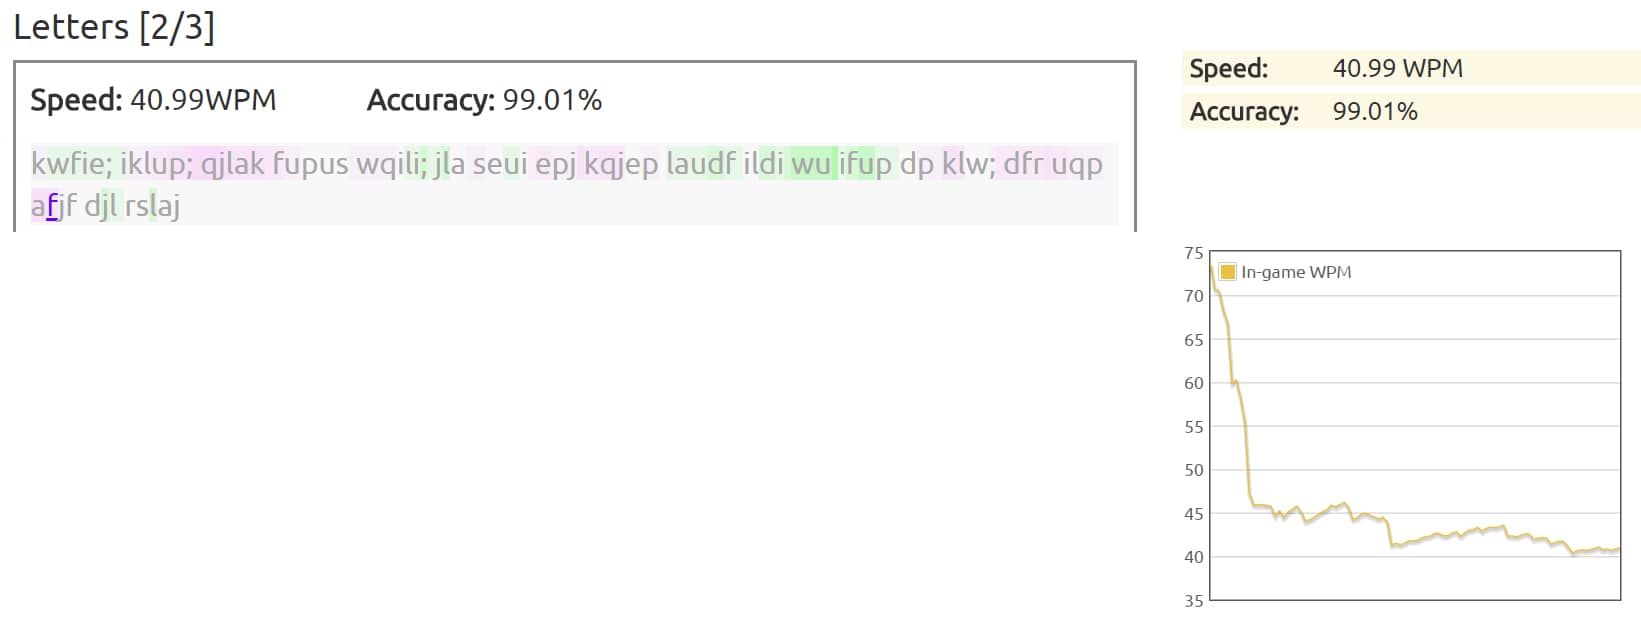 Letters [2/3]
Speed: 40.99WPM Accuracy: 99.01%
kwfie; iklup; qjlak fupus wqili; jla seui epj kqjep laudf ildi wu ifup dp klw; dfr uqp
afjf djl rslaj
Speed: 40.99 WPM
Accuracy: 99.01%
In-game WPM
75
70
65
60
55
50
45
40
35